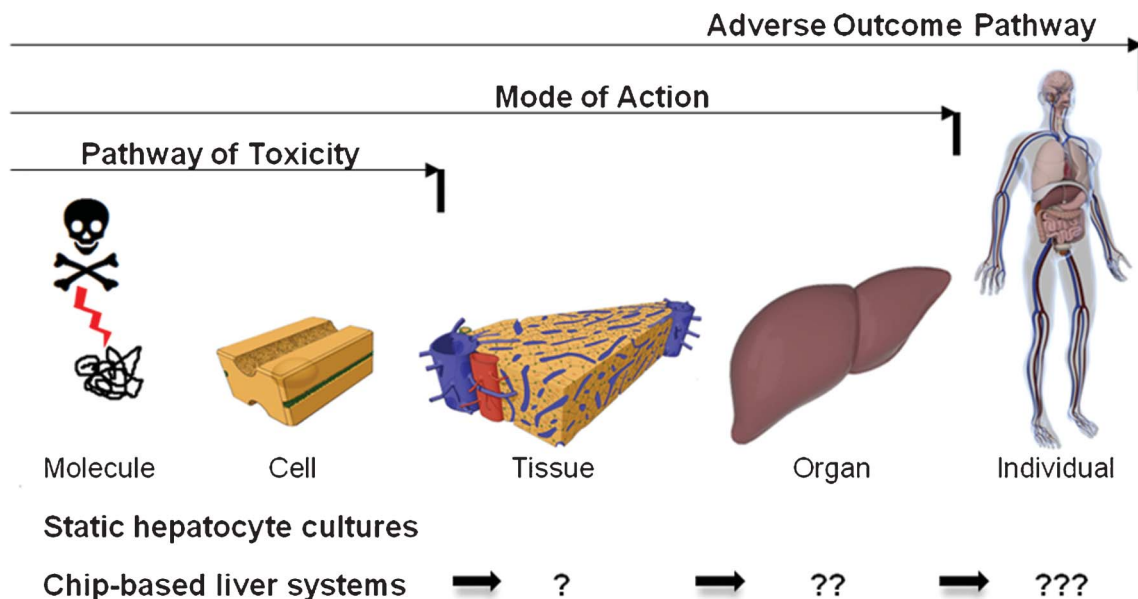 Adverse Outcome Pathway
Mode of Action
Pathway of Toxicity
Molecule Cell Tissue Organ Individual
Static hepatocyte cultures
Chip-based liver systems ? ?? ???